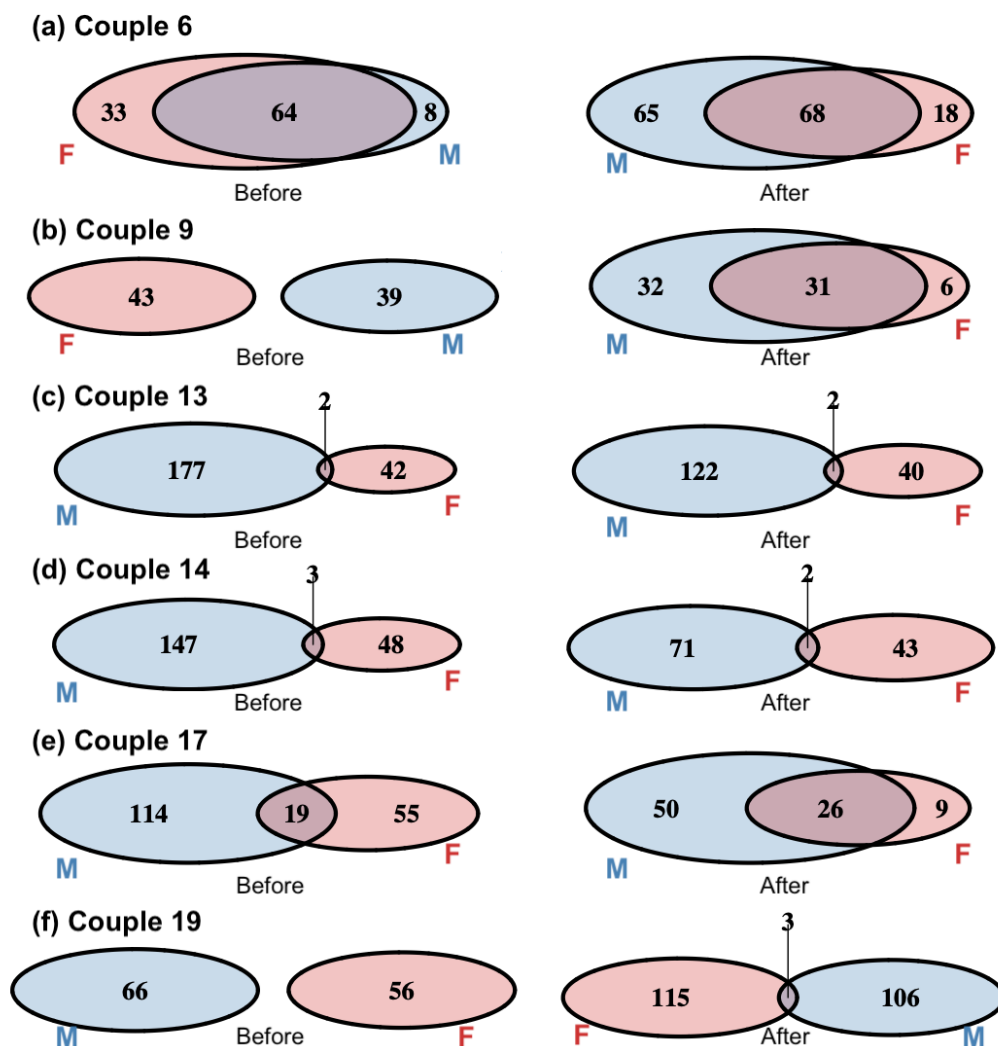 (a) Couple 6
33 64 8
65 68 18
F M
M F
Before After
(b) Couple 9
43 39
32 31 6
F M
M F
Before After
(c) Couple 13
2 2
177 42
122 40
M F
M F
Before After
(d) Couple 14
3 2
147 48
71 43
M F
M F
Before After
(e) Couple 17
114 19 55
50 26 9
M F
M F
Before After
(f) Couple 19
3
66 56
115 106
M F
F M
Before After